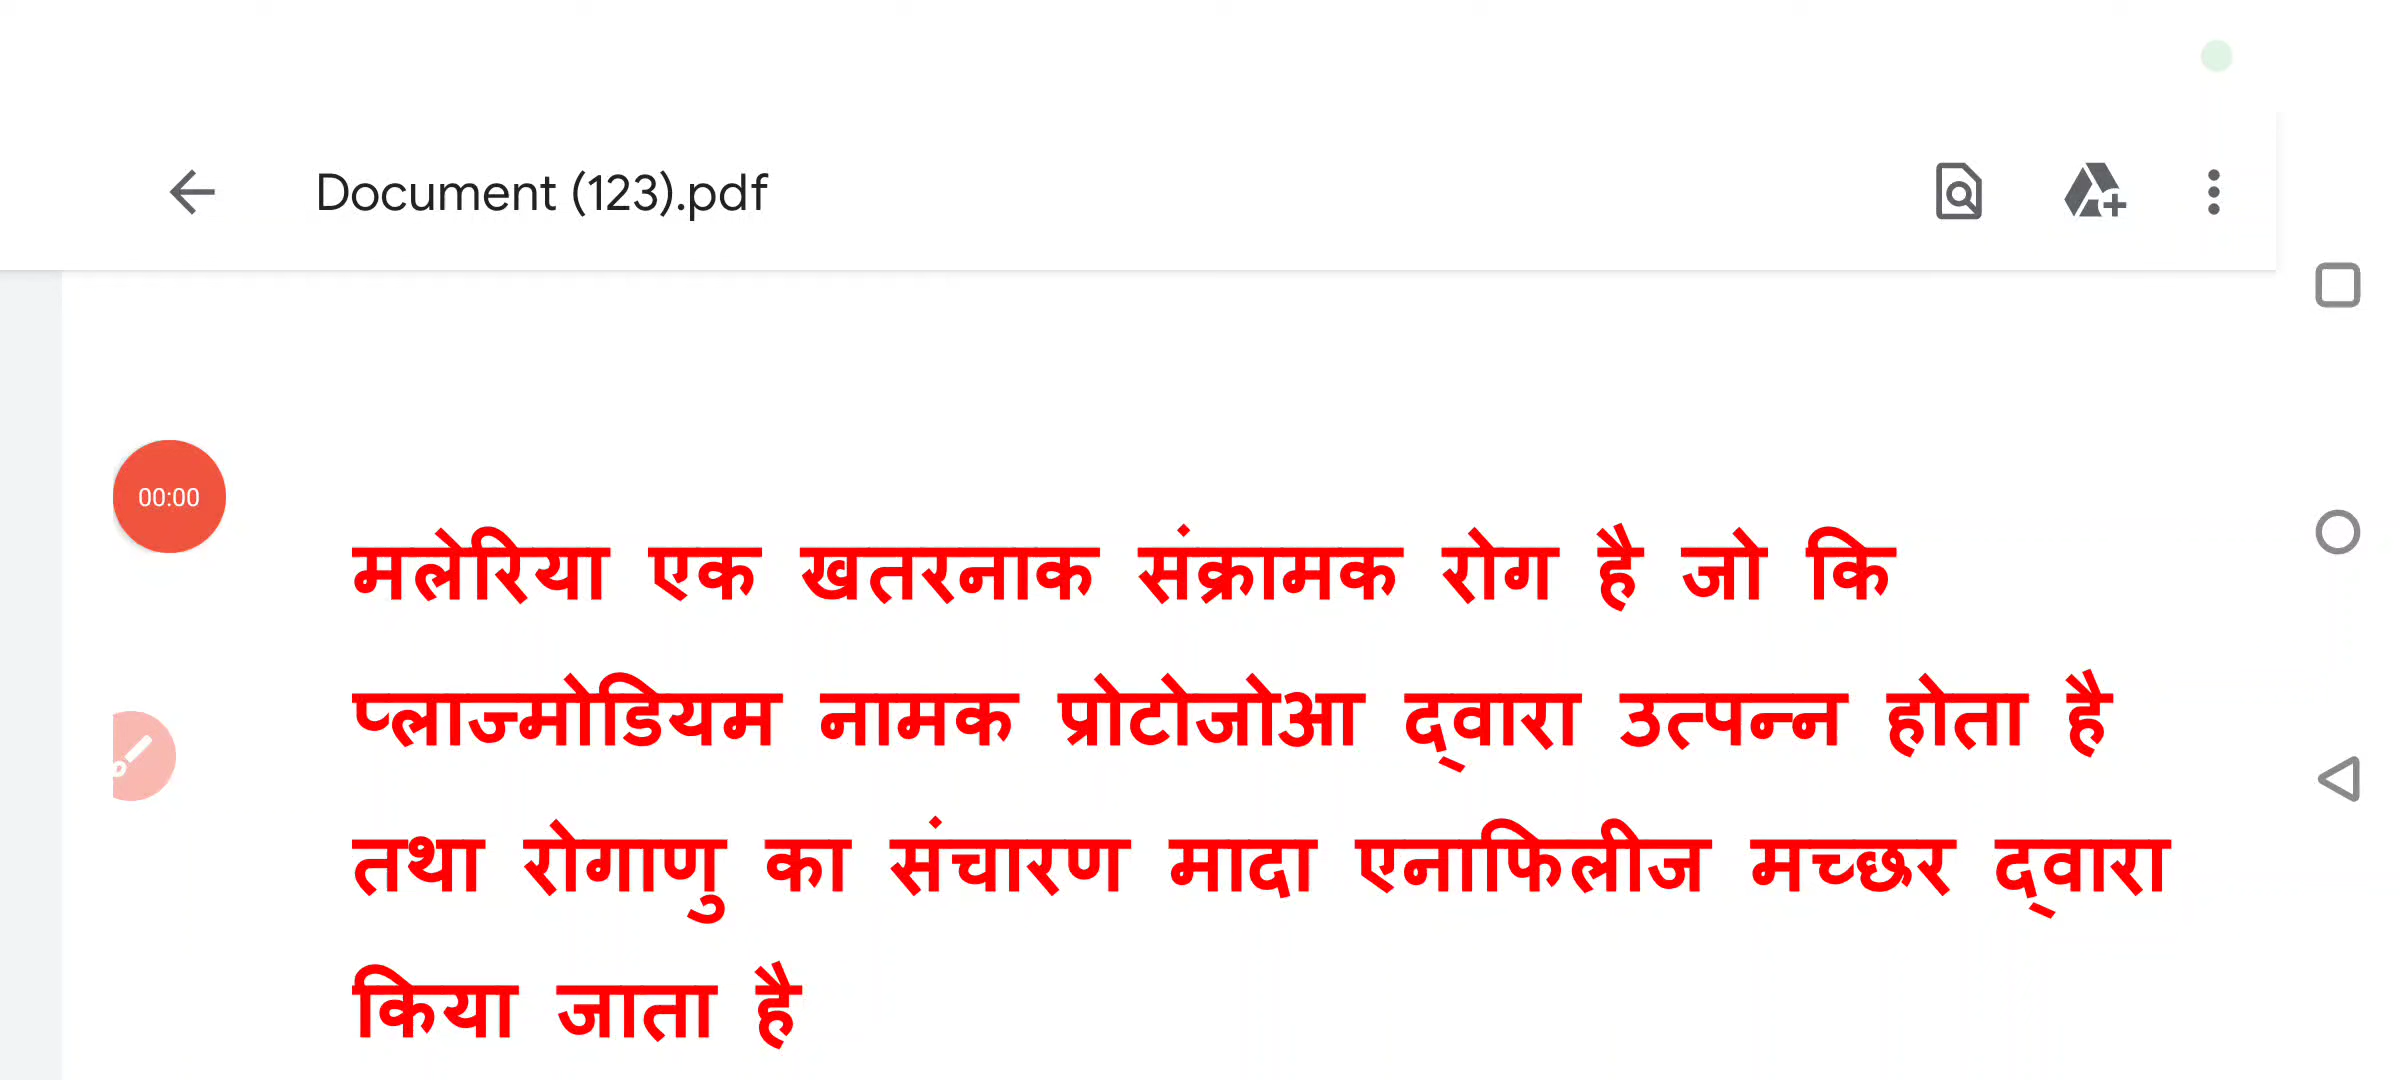 Document (123).pdf
00:00
मलेरिया एक खतरनाक संक्रामक रोग है जो कि
प्लाज्मोडियम नामक प्रोटोजोआ द्वारा उत्पन्न होता है
तथा रोगाणु का संचारण मादा एनाफिलीज मच्छर द्वारा
किया जाता है